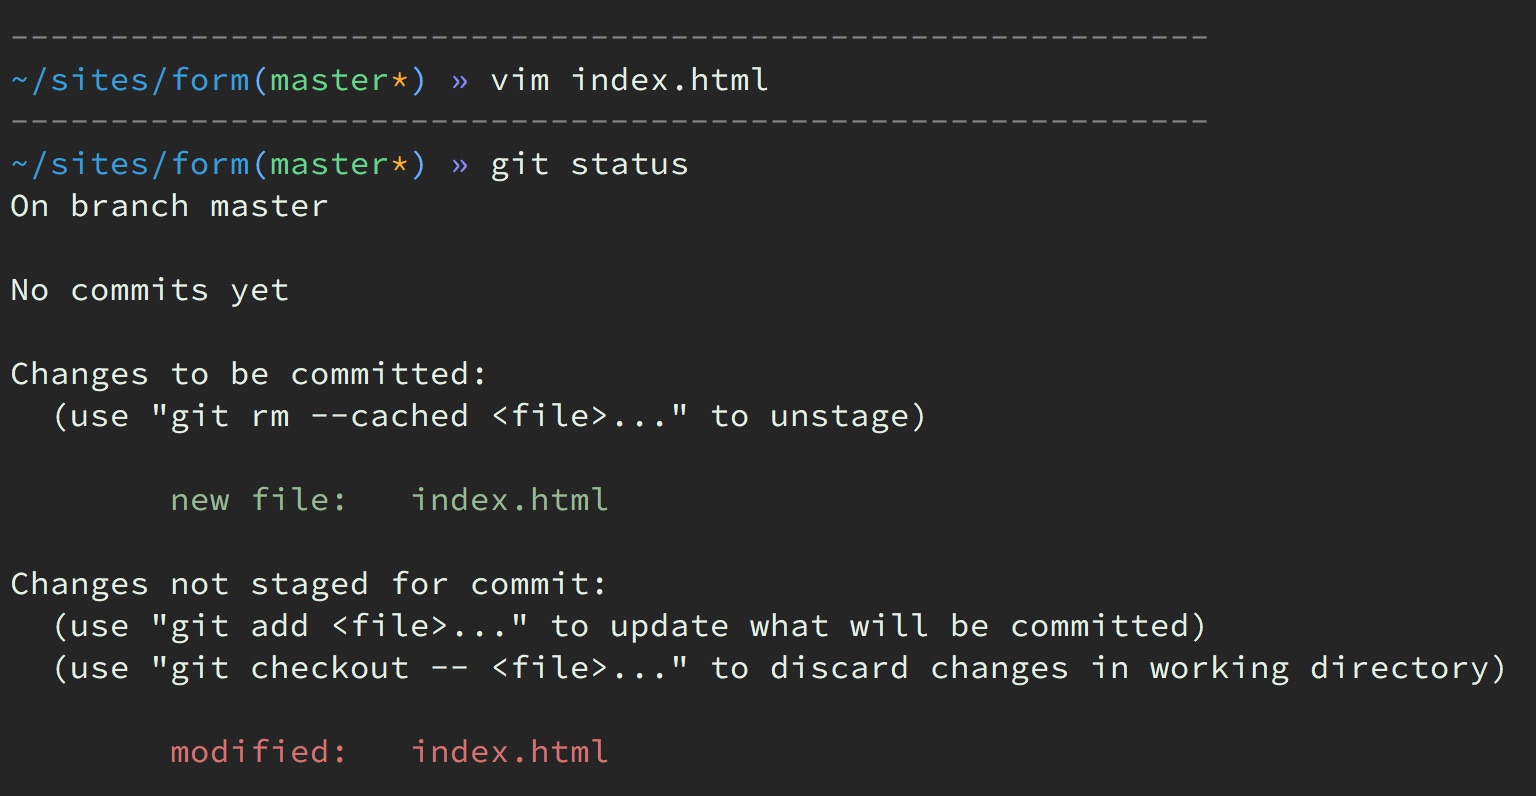 ------------------------------------------------------------
~/sites/form(master*) » vim index.html
------------------------------------------------------------
~/sites/form(master*) » git status
On branch master
No commits yet
Changes to be committed:
  (use "git rm --cached <file>..." to unstage)
        new file:   index.html
Changes not staged for commit:
  (use "git add <file>..." to update what will be committed)
  (use "git checkout -- <file>..." to discard changes in working directory)
        modified:   index.html